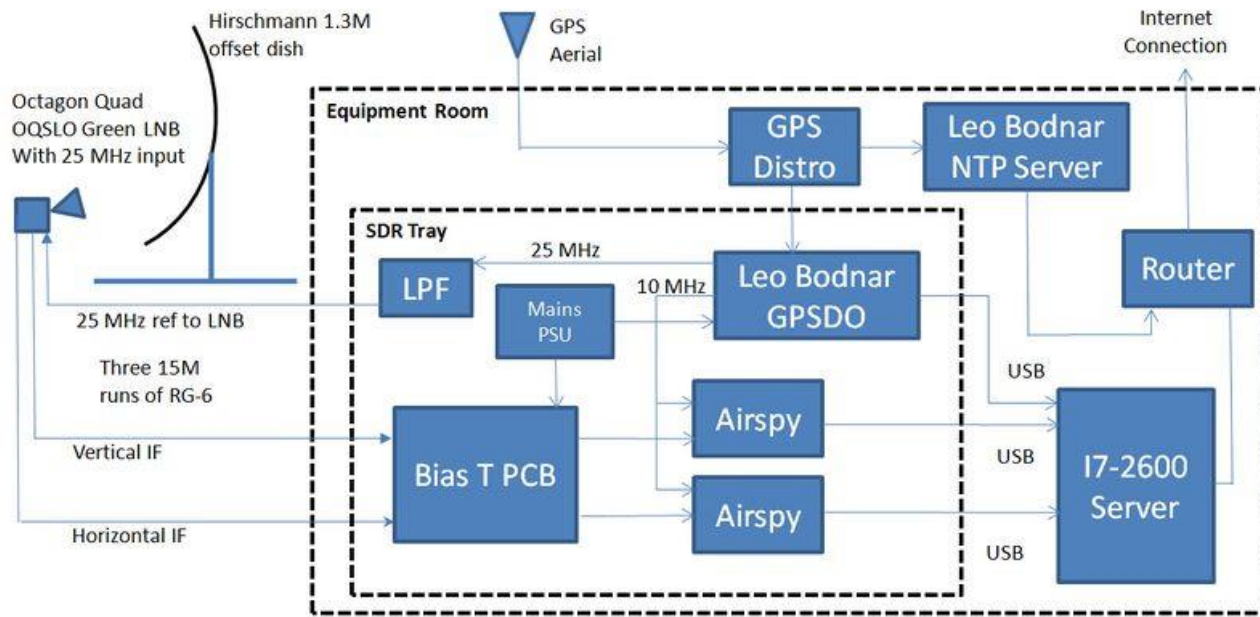 Hirschmann 1.3M
offset dish
GPS
Aerial
Internet
Connection
Octagon Quad
OQSLO Green LNB
With 25 MHz input
Equipment Room
GPS
Distro
Leo Bodnar
NTP Server
SDR Tray
25 MHz
LPF
10 MHz
Leo Bodnar
GPSDO
Router
Mains
PSU
25 MHz ref to LNB
Three 15M
runs of RG-6
USB
Airspy
Vertical IF
Bias T PCB
USB
I7-2600
Server
Airspy
Horizontal IF
USB